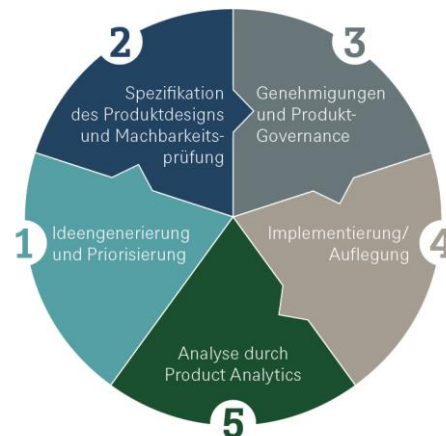 1
Ideengenerierung
und Priorisierung
2
Spezifikation
des Produktdesigns
und Machbarkeits-
prüfung
3
Genehmigungen
und Produkt-
Governance
4
Implementierung/
Auflegung
5
Analyse durch
Product Analytics